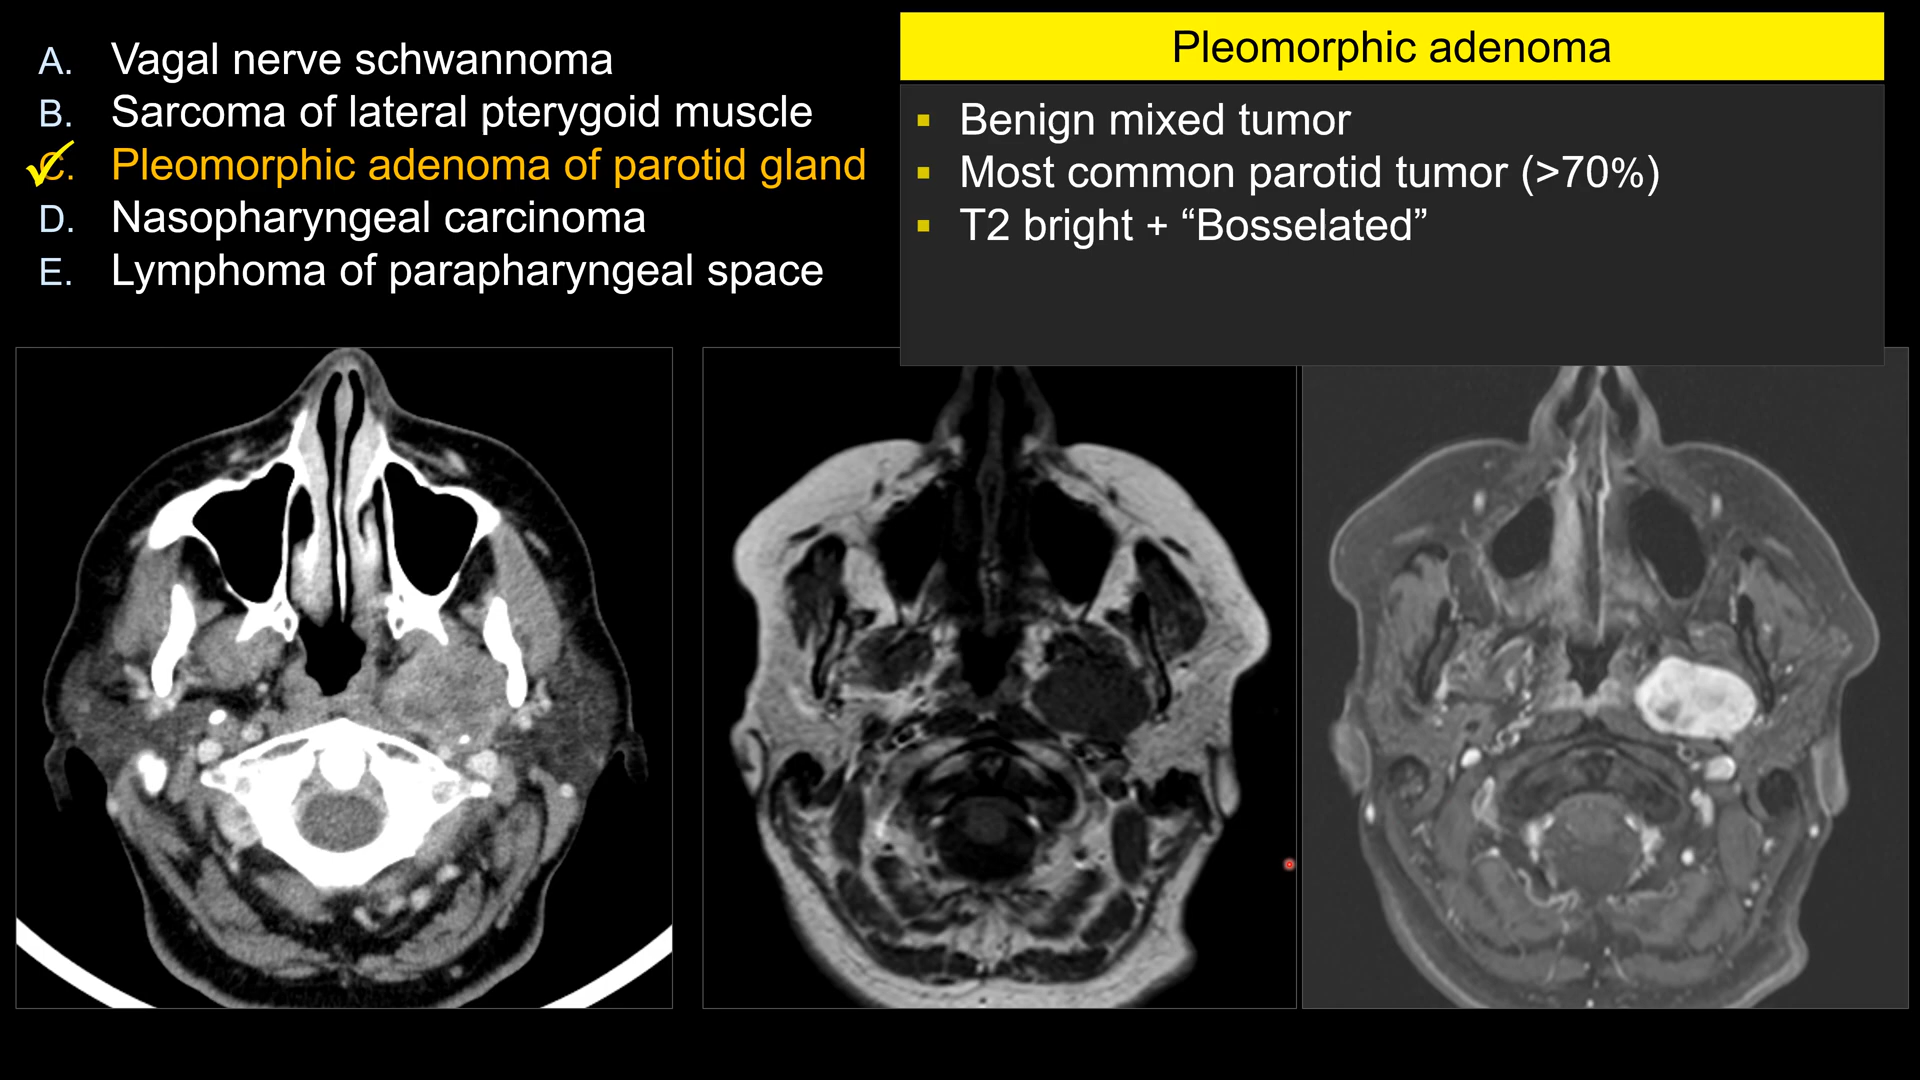 A. Vagal nerve schwannoma
B. Sarcoma of lateral pterygoid muscle
C. Pleomorphic adenoma of parotid gland
D. Nasopharyngeal carcinoma
E. Lymphoma of parapharyngeal space
Pleomorphic adenoma
Benign mixed tumor
Most common parotid tumor (>70%)
T2 bright + “Bosselated”